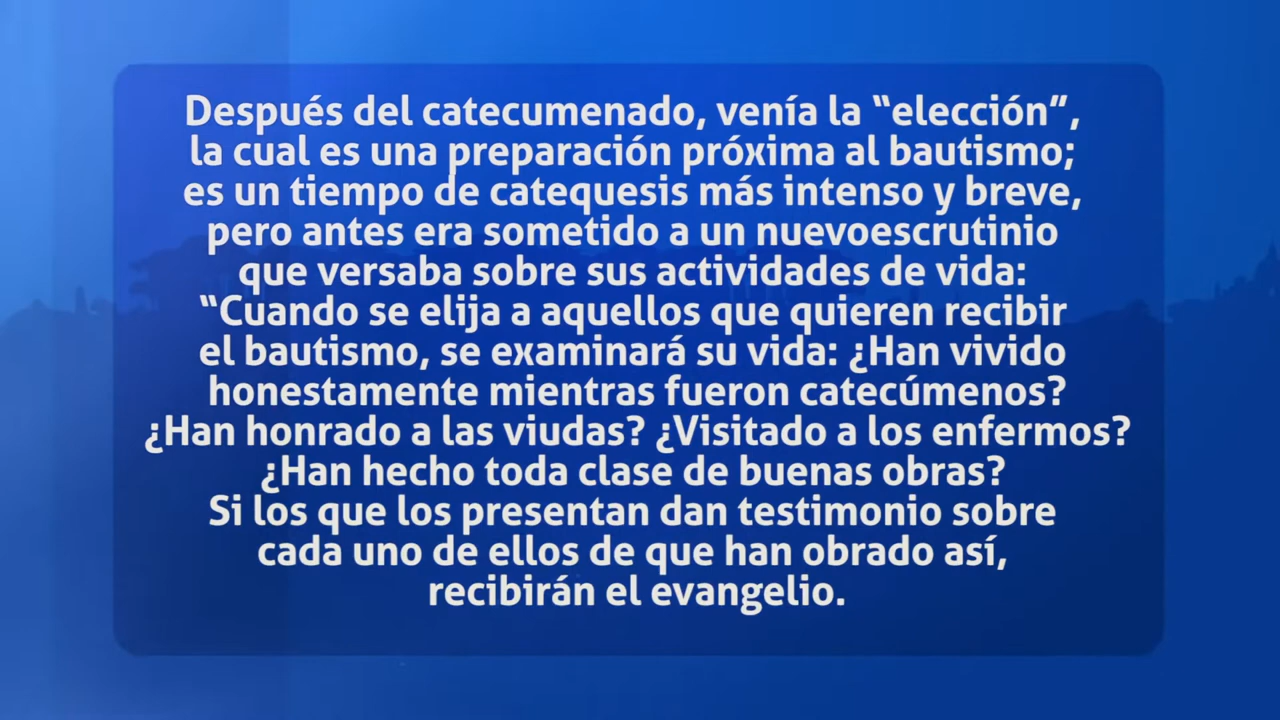 Después del catecumenado, venía la “elección”,
la cual es una preparación próxima al bautismo;
es un tiempo de catequesis más intenso y breve,
pero antes era sometido a un nuevoescrutinio
que versaba sobre sus actividades de vida:
“Cuando se elija a aquellos que quieren recibir
el bautismo, se examinará su vida: ¿Han vivido
honestamente mientras fueron catecúmenos?
¿Han honrado a las viudas? ¿Visitado a los enfermos?
¿Han hecho toda clase de buenas obras?
Si los que los presentan dan testimonio sobre
cada uno de ellos de que han obrado así,
recibirán el evangelio.